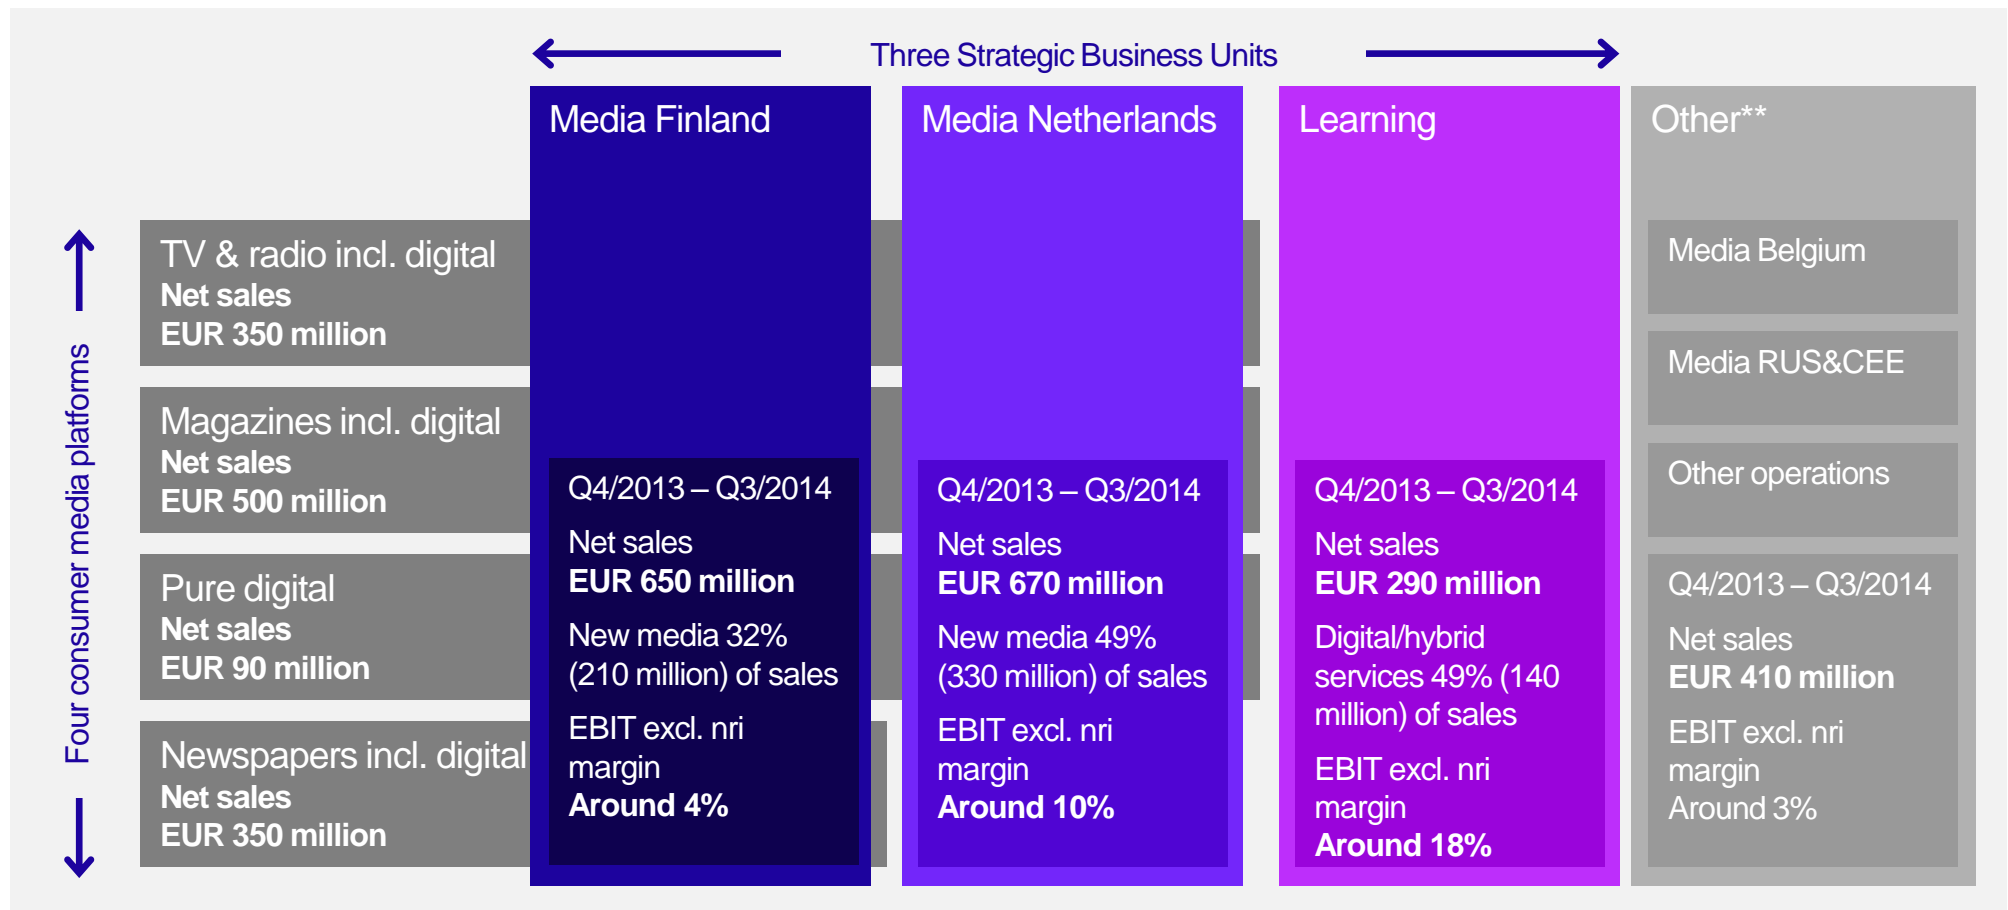 Three Strategic Business Units
Four consumer media platforms
TV & radio incl. digital
Net sales
EUR 350 million
Magazines incl. digital
Net sales
EUR 500 million
Pure digital
Net sales
EUR 90 million
Newspapers incl. digital
Net sales
EUR 350 million
Media Finland
Q4/2013 – Q3/2014
Net sales
EUR 650 million
New media 32%
(210 million) of sales
EBIT excl. nri
margin
Around 4%
Media Netherlands
Q4/2013 – Q3/2014
Net sales
EUR 670 million
New media 49%
(330 million) of sales
EBIT excl. nri
margin
Around 10%
Learning
Q4/2013 – Q3/2014
Net sales
EUR 290 million
Digital/hybrid
services 49% (140
million) of sales
EBIT excl. nri
margin
Around 18%
Other**
Media Belgium
Media RUS&CEE
Other operations
Q4/2013 – Q3/2014
Net sales
EUR 410 million
EBIT excl. nri
margin
Around 3%